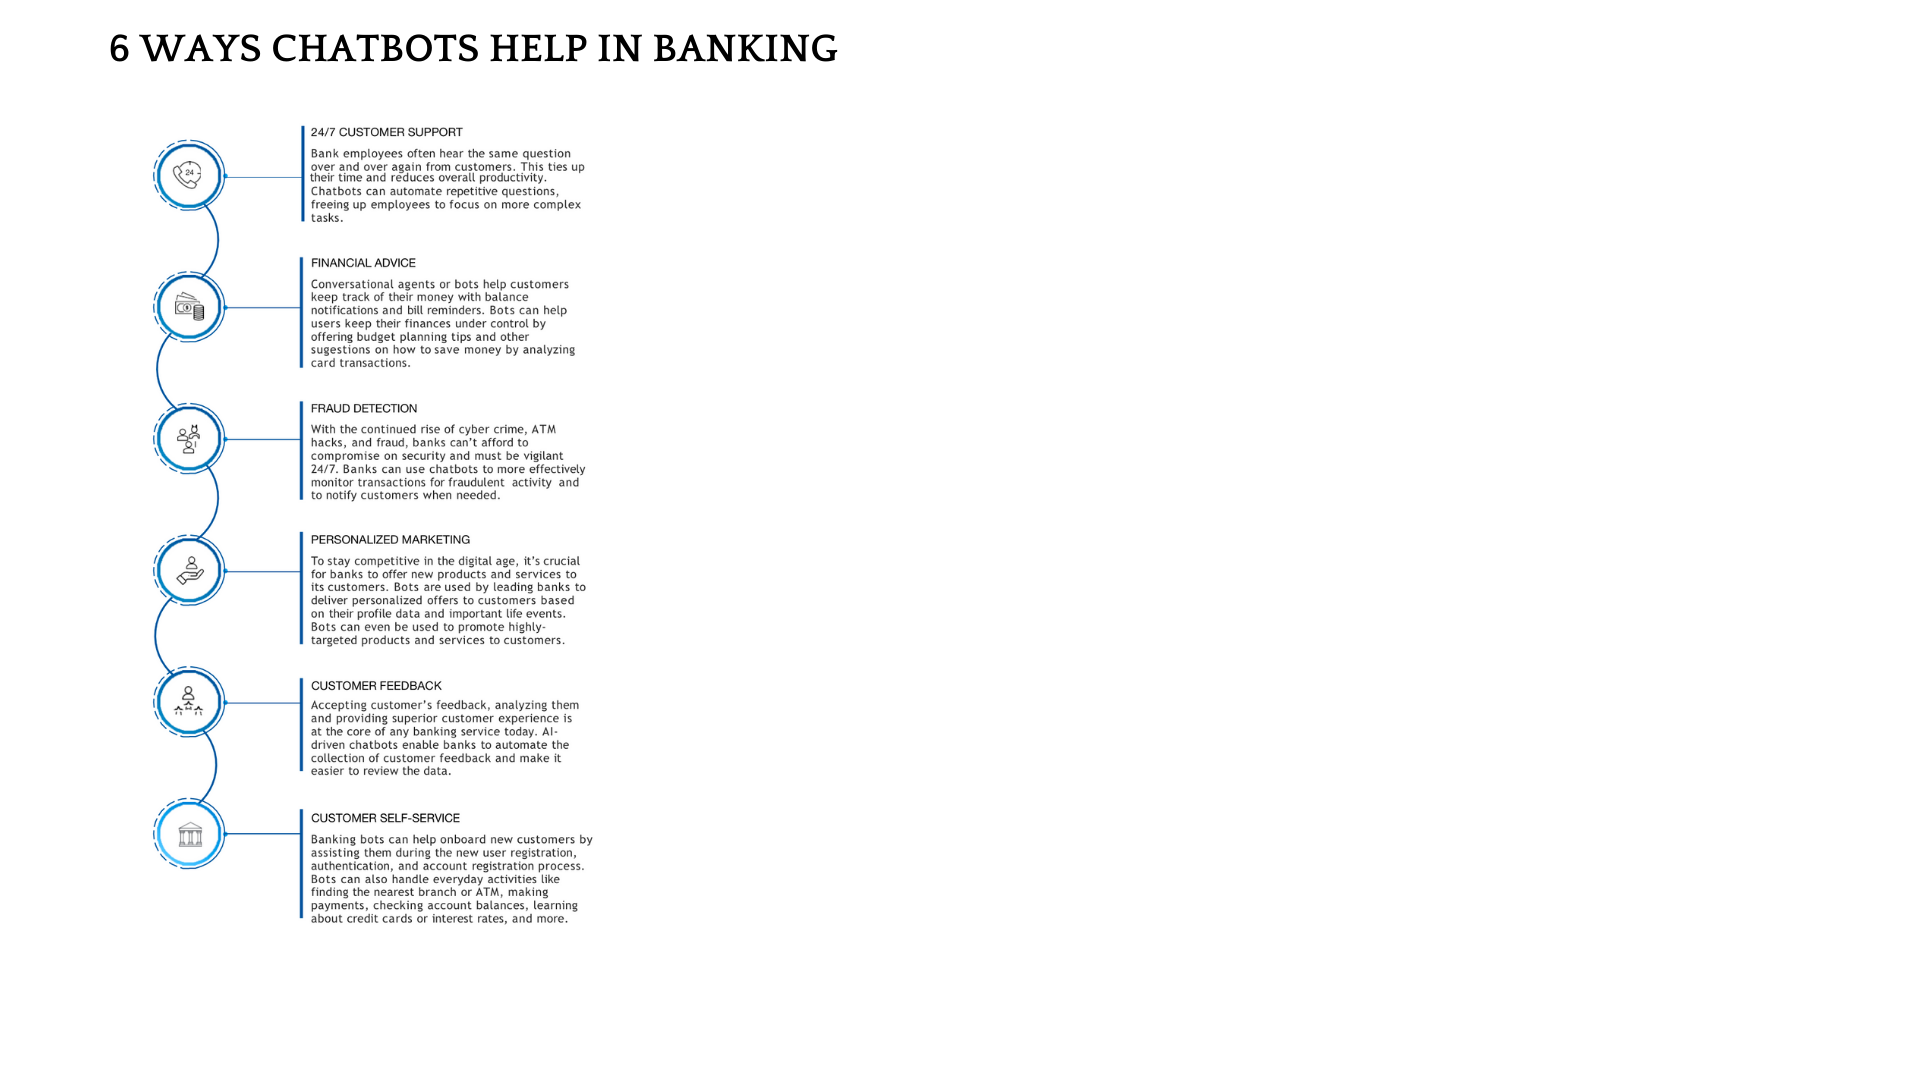 6 WAYS CHATBOTS HELP IN BANKING
24/7 CUSTOMER SUPPORT
Bank employees often hear the same question
over and over again from customers. This ties up
their time and reduces overall productivity.
Chatbots can automate repetitive questions,
freeing up employees to focus on more complex
tasks.
24
FINANCIAL ADVICE
Conversational agents or bots help customers
keep track of their money with balance
notifications and bill reminders. Bots can help
users keep their finances under control by
offering budget planning tips and other
sugestions on how to save money by analyzing
card transactions.
FRAUD DETECTION
With the continued rise of cyber crime, ATM
hacks, and fraud, banks can’t afford to
compromise on security and must be vigilant
24/7. Banks can use chatbots to more effectively
monitor transactions for fraudulent activity and
to notify customers when needed.
PERSONALIZED MARKETING
To stay competitive in the digital age, it’s crucial
for banks to offer new products and services to
its customers. Bots are used by leading banks to
deliver personalized offers to customers based
on their profile data and important life events.
Bots can even be used to promote highly-
targeted products and services to customers.
CUSTOMER FEEDBACK
Accepting customer’s feedback, analyzing them
and providing superior customer experience is
at the core of any banking service today. AI-
driven chatbots enable banks to automate the
collection of customer feedback and make it
easier to review the data.
CUSTOMER SELF-SERVICE
Banking bots can help onboard new customers by
assisting them during the new user registration,
authentication, and account registration process.
Bots can also handle everyday activities like
finding the nearest branch or ATM, making
payments, checking account balances, learning
about credit cards or interest rates, and more.